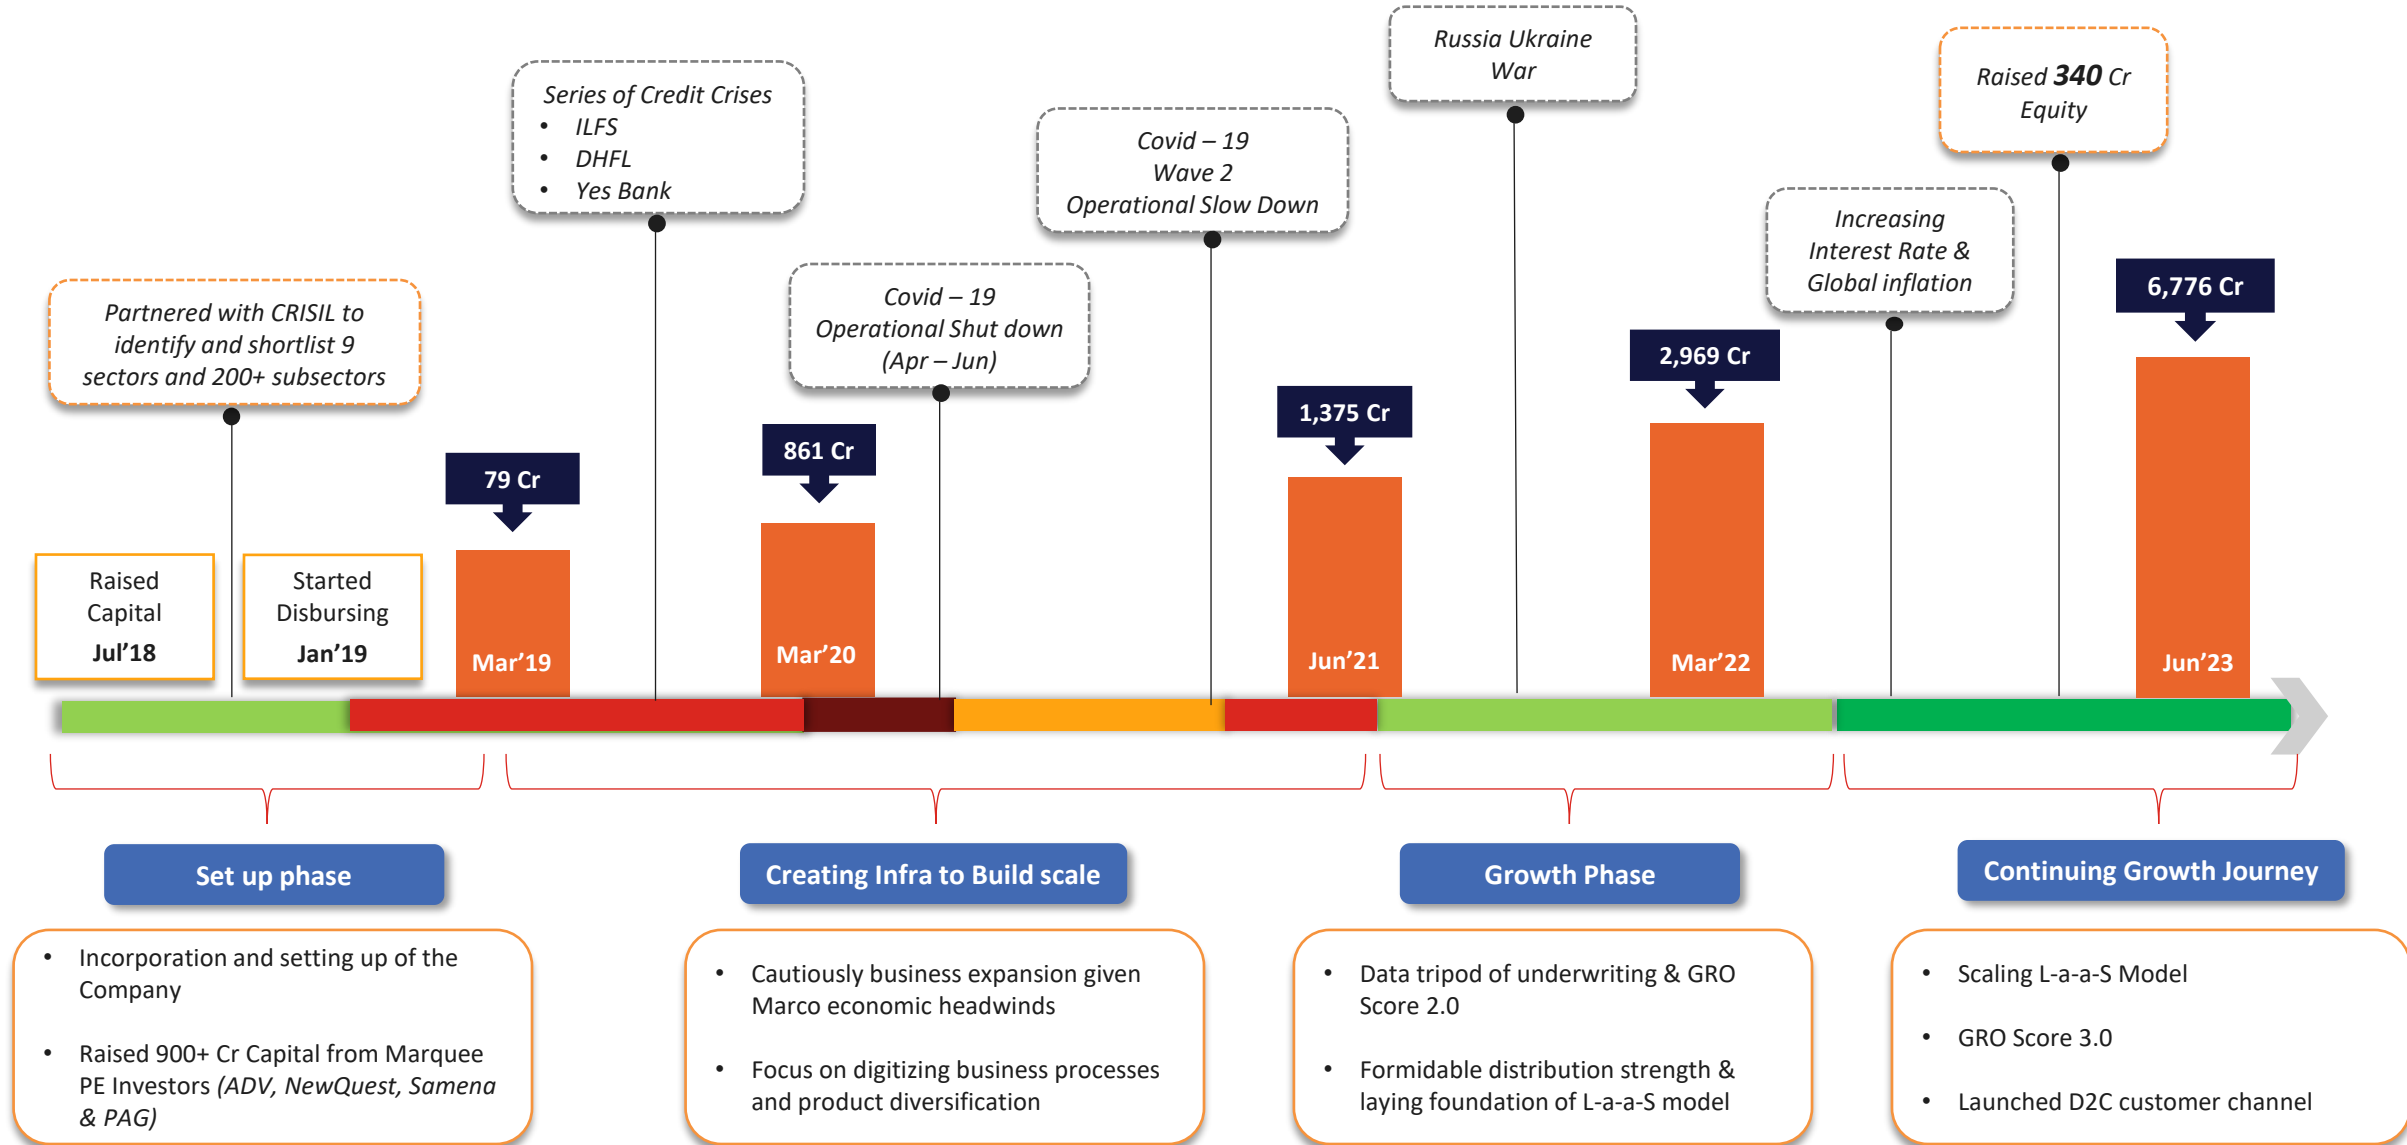 Russia Ukraine
War
Raised 340 Cr
Equity
Series of Credit Crises
• ILFS
• DHFL
• Yes Bank
Covid – 19
Wave 2
Operational Slow Down
Increasing
Interest Rate &
Global inflation
Partnered with CRISIL to
identify and shortlist 9
sectors and 200+ subsectors
Covid – 19
Operational Shut down
(Apr – Jun)
6,776 Cr
2,969 Cr
1,375 Cr
861 Cr
79 Cr
Raised
Capital
Jul’18
Started
Disbursing
Jan’19
Mar’19
Mar’20
Jun’21
Mar’22
Jun’23
Set up phase
Creating Infra to Build scale
Growth Phase
Continuing Growth Journey
• Incorporation and setting up of the
Company
• Raised 900+ Cr Capital from Marquee
PE Investors (ADV, NewQuest, Samena
& PAG)
• Cautiously business expansion given
Marco economic headwinds
• Focus on digitizing business processes
and product diversification
• Data tripod of underwriting & GRO
Score 2.0
• Formidable distribution strength &
laying foundation of L-a-a-S model
• Scaling L-a-a-S Model
• GRO Score 3.0
• Launched D2C customer channel